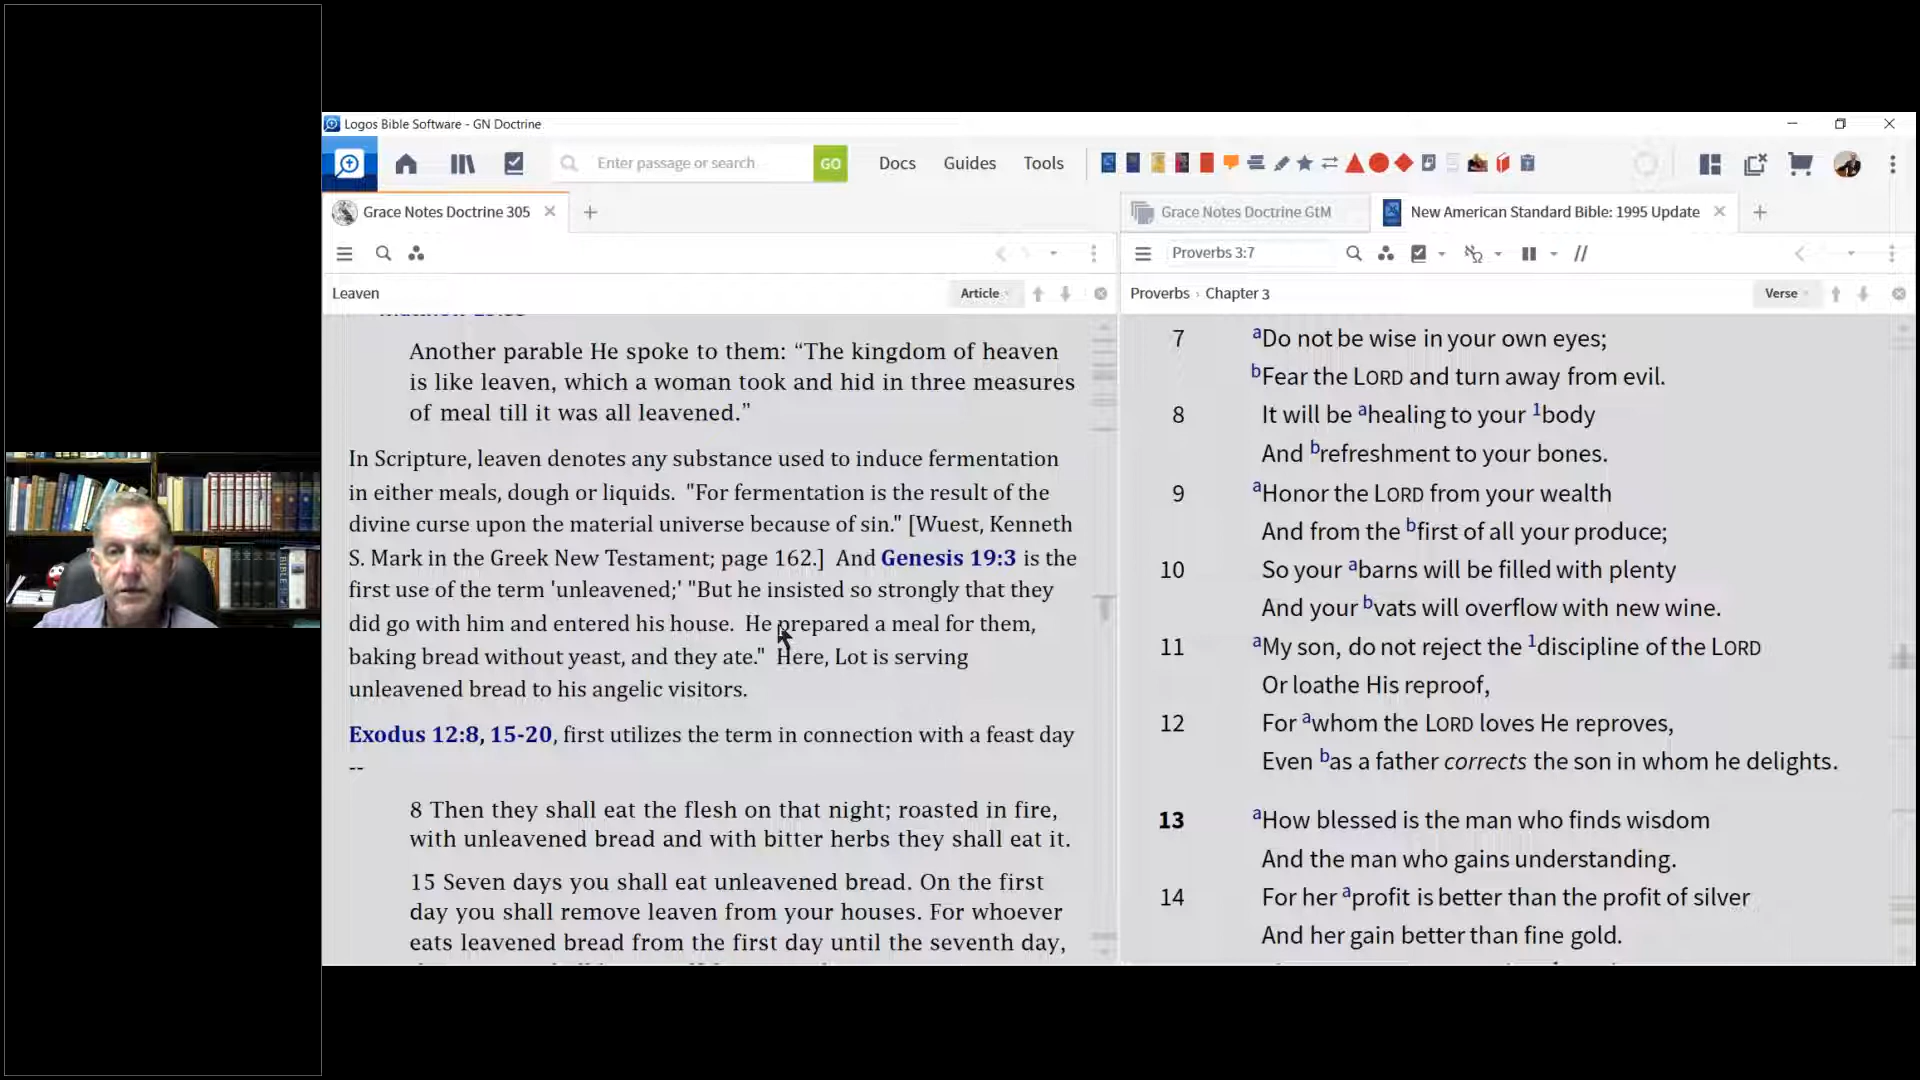 Logos Bible Software - GN Doctrine
Enter passage or search
GO
Docs
Guides
Tools
Grace Notes Doctrine 305
Leaven
Article
Another parable He spoke to them: “The kingdom of heaven
is like leaven, which a woman took and hid in three measures
of meal till it was all leavened.”
In Scripture, leaven denotes any substance used to induce fermentation
in either meals, dough or liquids. "For fermentation is the result of the
divine curse upon the material universe because of sin." [Wuest, Kenneth
S. Mark in the Greek New Testament; page 162.] And Genesis 19:3 is the
first use of the term 'unleavened;' "But he insisted so strongly that they
did go with him and entered his house. He prepared a meal for them,
baking bread without yeast, and they ate." Here, Lot is serving
unleavened bread to his angelic visitors.
Exodus 12:8, 15-20, first utilizes the term in connection with a feast day
--
8 Then they shall eat the flesh on that night; roasted in fire,
with unleavened bread and with bitter herbs they shall eat it.
15 Seven days you shall eat unleavened bread. On the first
day you shall remove leaven from your houses. For whoever
eats leavened bread from the first day until the seventh day,
Grace Notes Doctrine GtM
New American Standard Bible: 1995 Update
Proverbs 3:7
Proverbs › Chapter 3
Verse
7 aDo not be wise in your own eyes;
bFear the LORD and turn away from evil.
8 It will be ahealing to your 1body
And brefreshment to your bones.
9 aHonor the LORD from your wealth
And from the bfirst of all your produce;
10 So your abarns will be filled with plenty
And your bvats will overflow with new wine.
11 aMy son, do not reject the 1discipline of the LORD
Or loathe His reproof,
12 For awhom the LORD loves He reproves,
Even bas a father corrects the son in whom he delights.
13 aHow blessed is the man who finds wisdom
And the man who gains understanding.
14 For her aprofit is better than the profit of silver
And her gain better than fine gold.